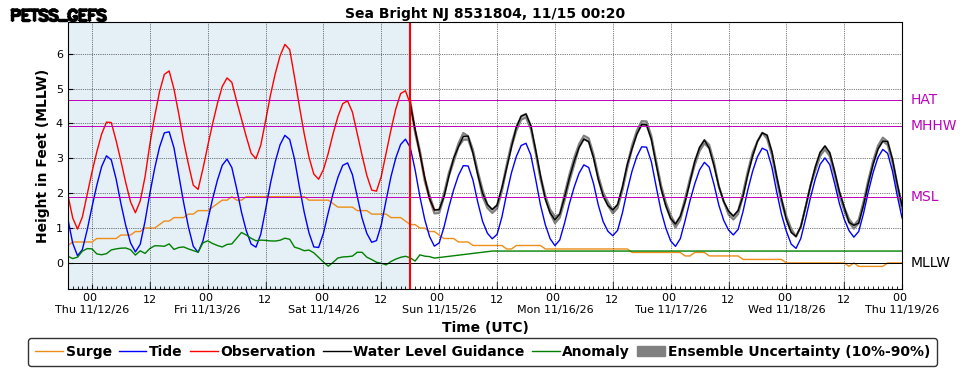 PETSS_GEFS
Sea Bright NJ 8531804, 11/15 00:20
Height in Feet (MLLW)
6
5
4
3
2
1
0
HAT
MHHW
MSL
MLLW
00 12 00 12 00 12 00 12 00 12 00 12 00 12 00
Thu 11/12/26 Fri 11/13/26 Sat 11/14/26 Sun 11/15/26 Mon 11/16/26 Tue 11/17/26 Wed 11/18/26 Thu 11/19/26
Time (UTC)
Surge Tide Observation Water Level Guidance Anomaly Ensemble Uncertainty (10%-90%)